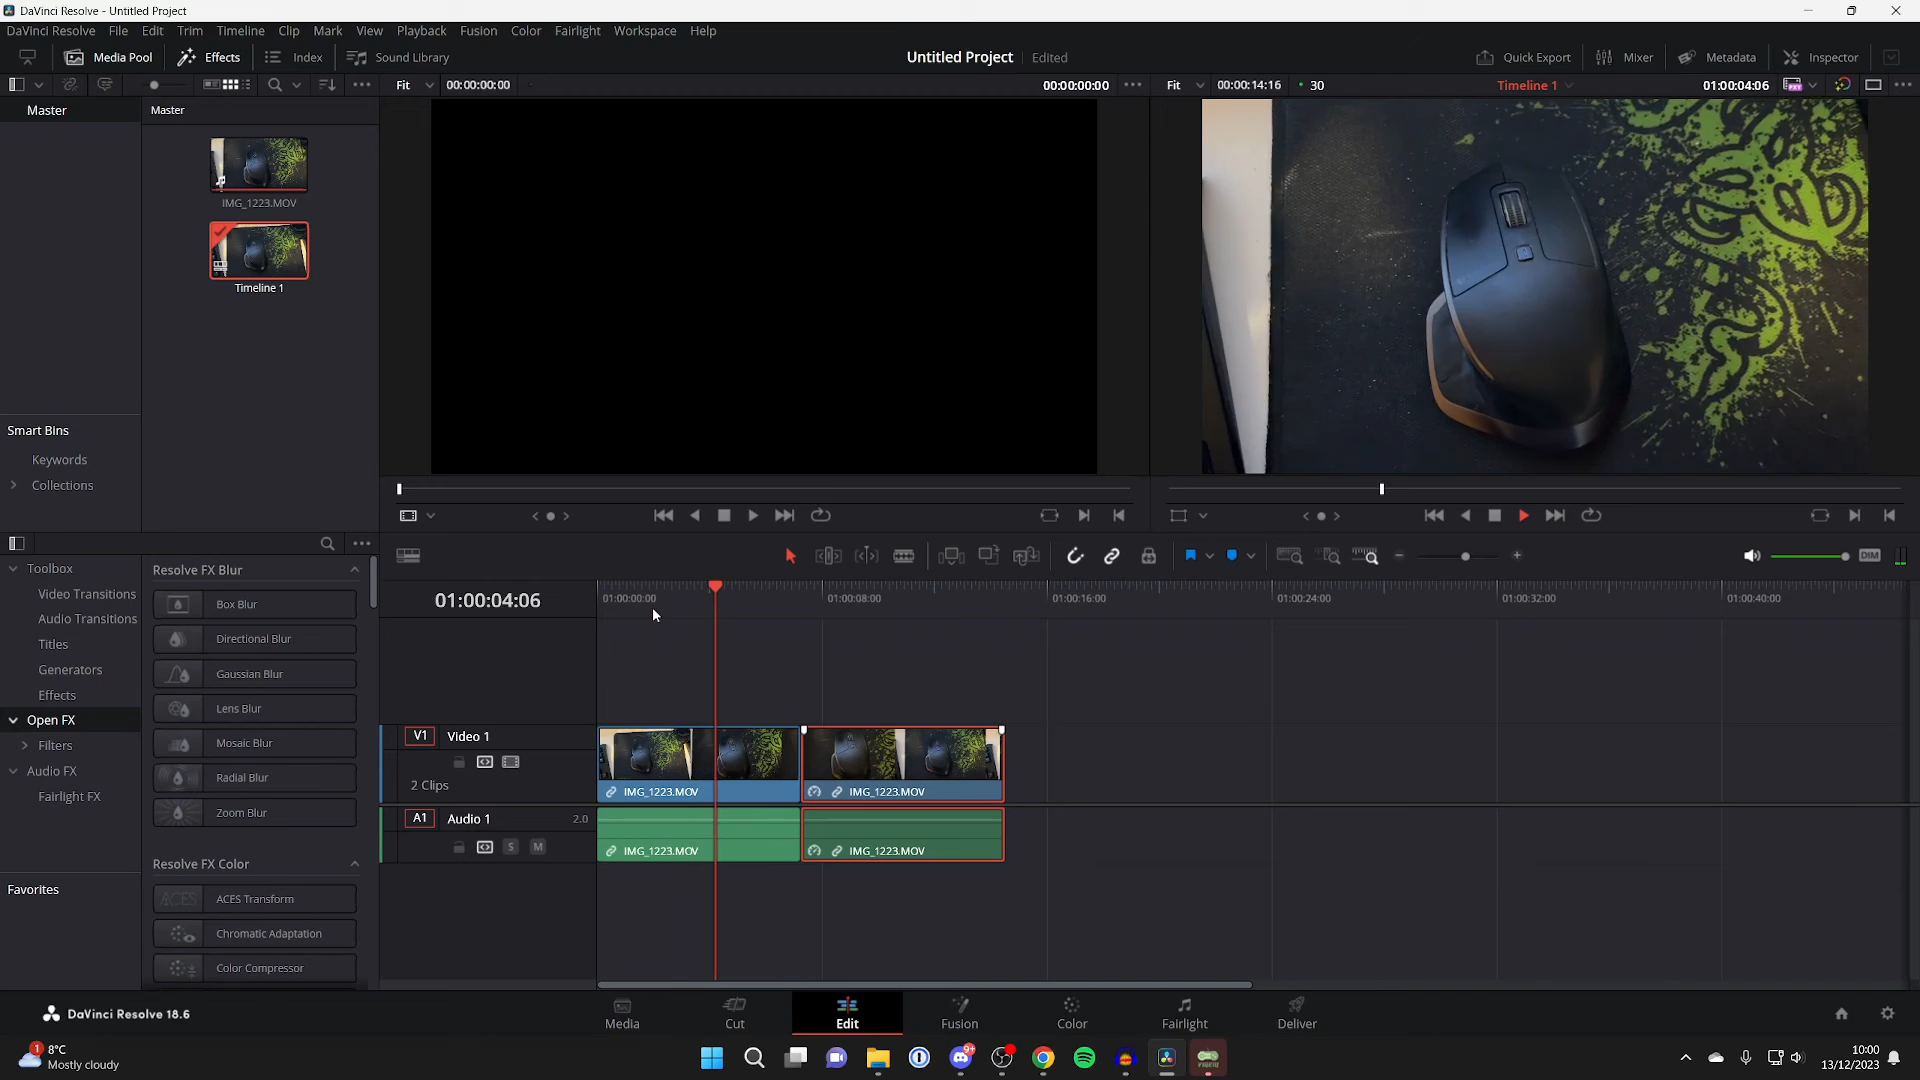 DaVinci Resolve - Untitled Project
DaVinci Resolve File Edit Trim Timeline Clip Mark View Playback Fusion Color Fairlight Workspace Help
Media Pool Effects Index Sound Library Untitled Project Edited Quick Export Mixer Metadata Inspector
Fit 00:00:00:00 00:00:00:00 Fit 00:00:14:16 30 Timeline 1 01:00:04:06
Master
Master
IMG_1223.MOV
Timeline 1
Smart Bins
Keywords
Collections
Toolbox
Video Transitions
Audio Transitions
Titles
Generators
Effects
Open FX
Filters
Audio FX
Fairlight FX
Favorites
Resolve FX Blur
Box Blur
Directional Blur
Gaussian Blur
Lens Blur
Mosaic Blur
Radial Blur
Zoom Blur
Resolve FX Color
ACES Transform
Chromatic Adaptation
Color Compressor
DIM
01:00:04:06 01:00:00:00 01:00:08:00 01:00:16:00 01:00:24:00 01:00:32:00 01:00:40:00
V1 Video 1
2 Clips
IMG_1223.MOV IMG_1223.MOV
A1 Audio 1 2.0
S M
IMG_1223.MOV IMG_1223.MOV
DaVinci Resolve 18.6
Media Cut Edit Fusion Color Fairlight Deliver
1 8°C
Mostly cloudy
9+
10:00
13/12/2023